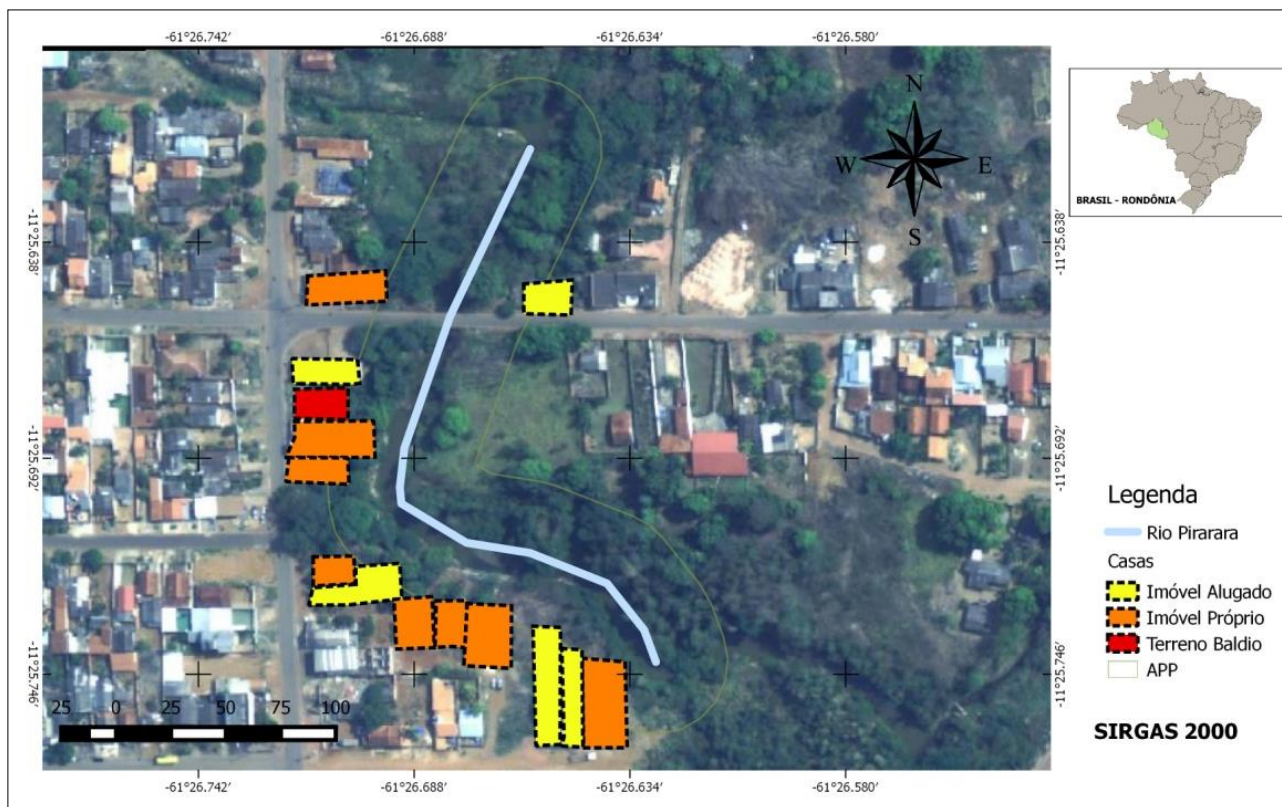 -61°26.742′ -61°26.688′ -61°26.634′ -61°26.580′
N
W E
S
BRASIL - RONDÔNIA
-11°25.638′ -11°25.638′
-11°25.692′ -11°25.692′
-11°25.746′ -11°25.746′
Legenda
Rio Pirarara
Casas
Imóvel Alugado
Imóvel Próprio
Terreno Baldio
APP
SIRGAS 2000
25 0 25 50 75 100
-61°26.742′ -61°26.688′ -61°26.634′ -61°26.580′